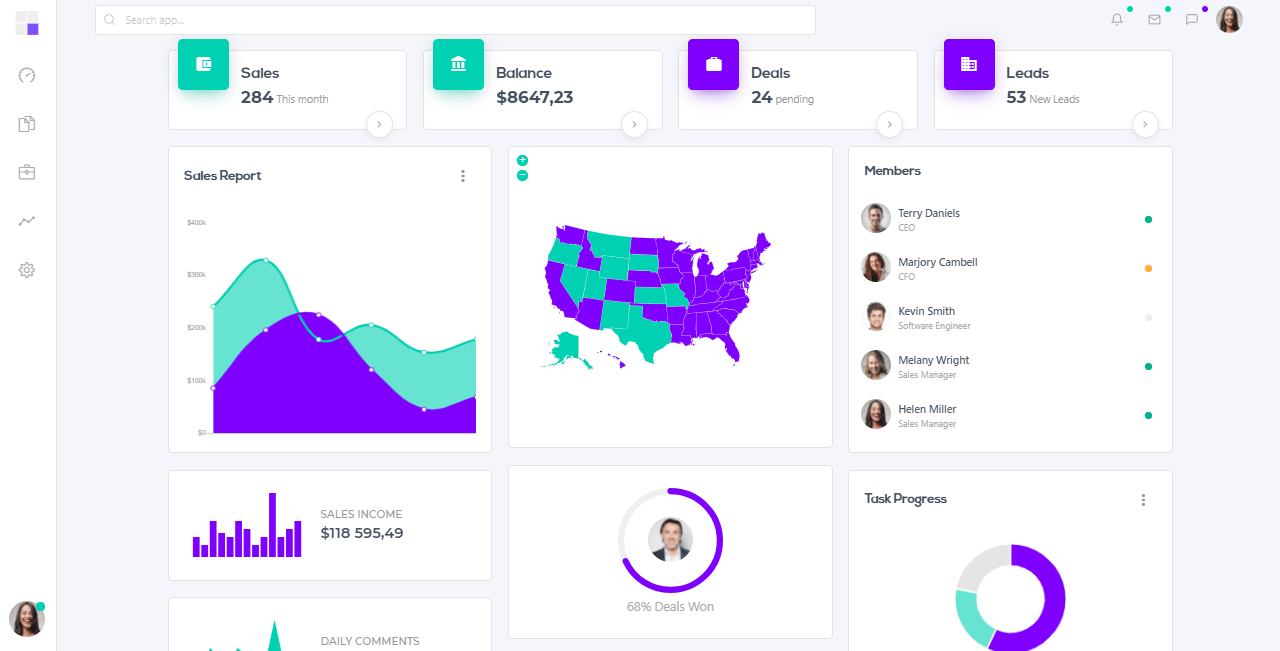 Search app...
Sales
284 This month
Balance
$8647,23
Deals
24 pending
Leads
53 New Leads
Sales Report
$400k
$300k
$200k
$100k
$0
Members
Terry Daniels
CEO
Marjory Cambell
CFO
Kevin Smith
Software Engineer
Melany Wright
Sales Manager
Helen Miller
Sales Manager
SALES INCOME
$118 595,49
68% Deals Won
Task Progress
DAILY COMMENTS